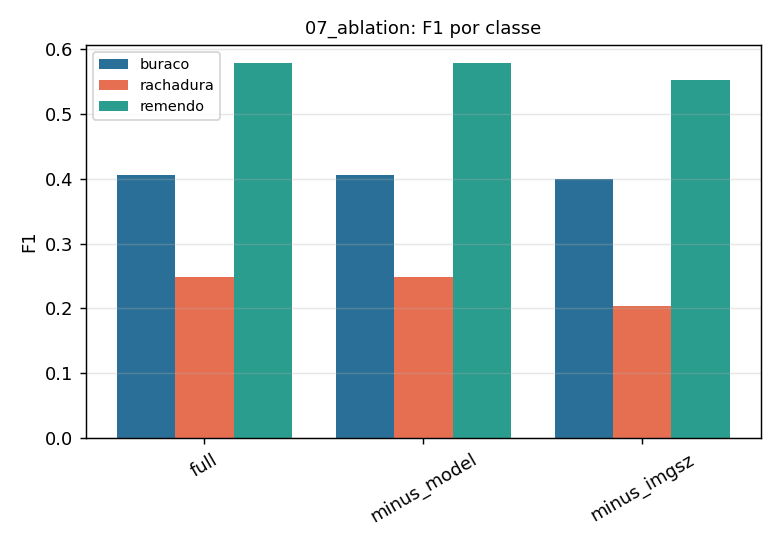 07_ablation: F1 por classe
buraco
rachadura
remendo
F1
0.6
0.5
0.4
0.3
0.2
0.1
0.0
full
minus_model
minus_imgsz